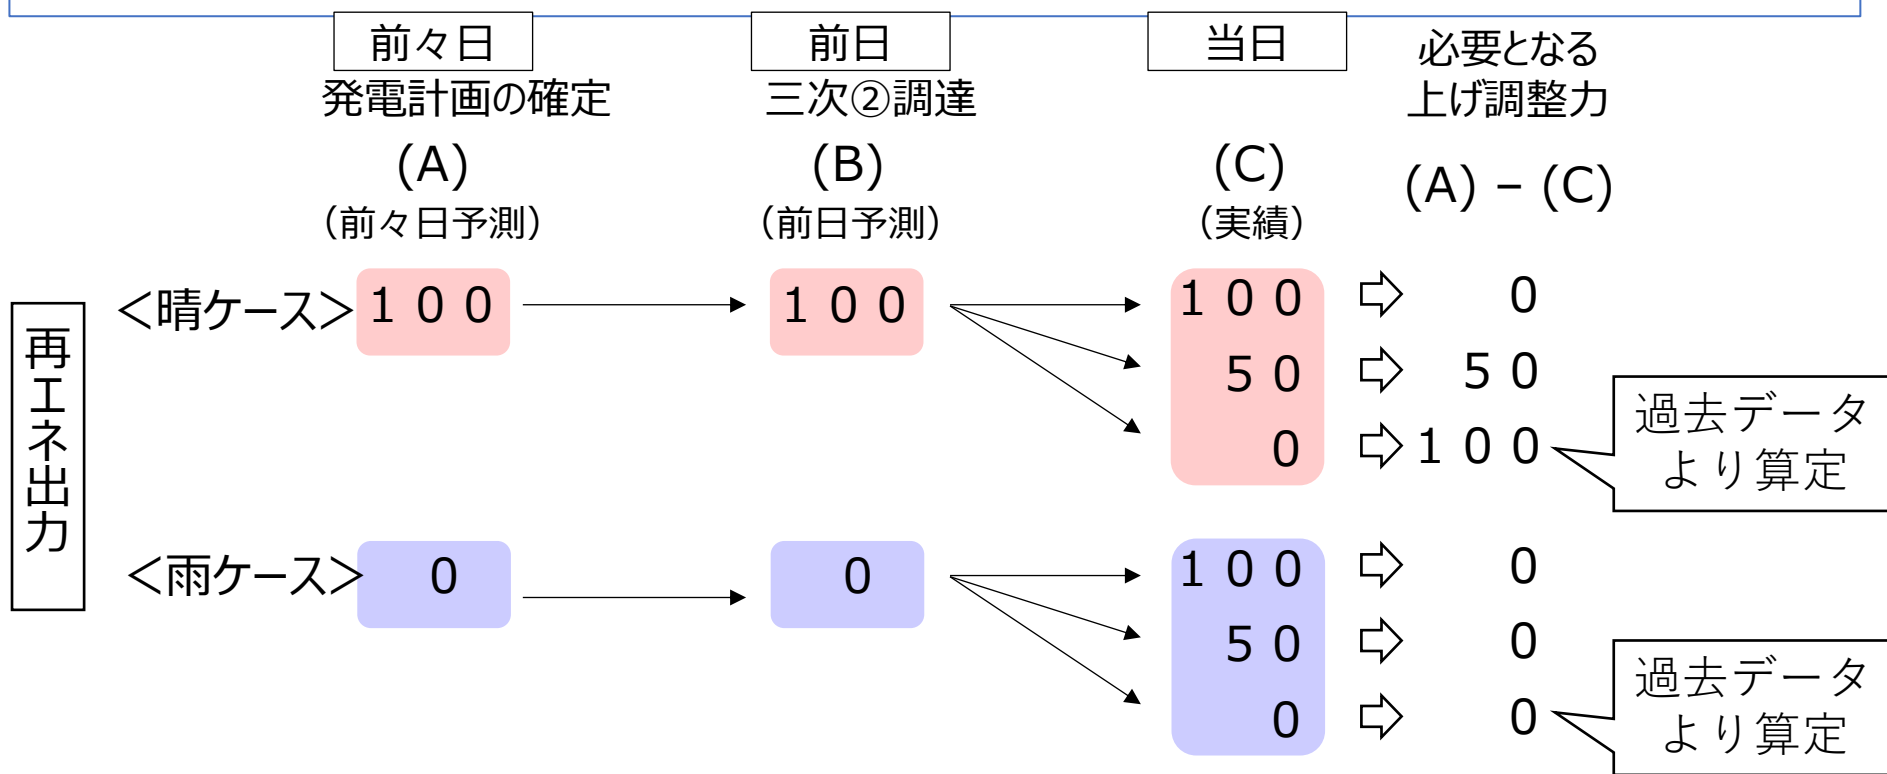 前々日 前日 当日 必要となる
発電計画の確定 三次②調達 上げ調整力
(A) (B) (C) (A) – (C)
(前々日予測) (前日予測) (実績)
再エネ出力
<晴ケース> 100 100 100 ⇨ 0
50 ⇨ 50
0 ⇨ 100
過去データ
より算定
<雨ケース> 0 0 100 ⇨ 0
50 ⇨ 0
0 ⇨ 0
過去データ
より算定